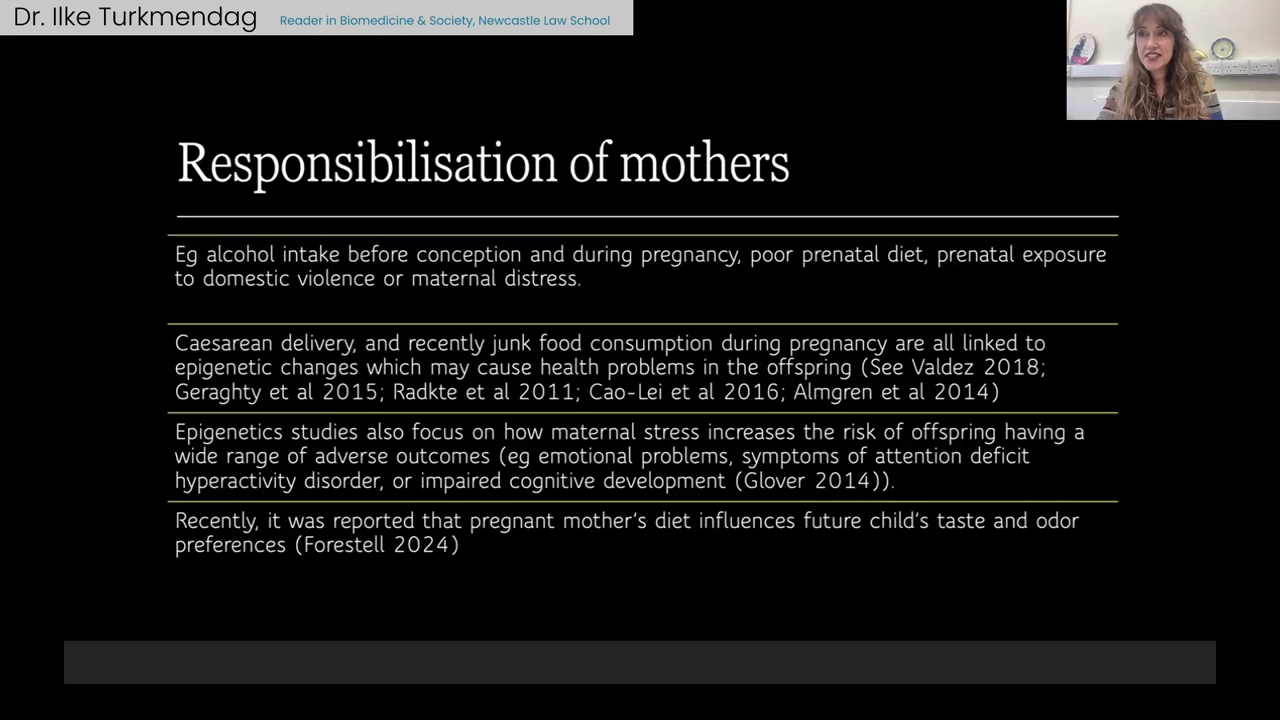 Dr. Ilke Turkmendag Reader in Biomedicine & Society, Newcastle Law School
Responsibilisation of mothers
Eg alcohol intake before conception and during pregnancy, poor prenatal diet, prenatal exposure
to domestic violence or maternal distress.
Caesarean delivery, and recently junk food consumption during pregnancy are all linked to
epigenetic changes which may cause health problems in the offspring (See Valdez 2018;
Geraghty et al 2015; Radkte et al 2011; Cao-Lei et al 2016; Almgren et al 2014)
Epigenetics studies also focus on how maternal stress increases the risk of offspring having a
wide range of adverse outcomes (eg emotional problems, symptoms of attention deficit
hyperactivity disorder, or impaired cognitive development (Glover 2014)).
Recently, it was reported that pregnant mother's diet influences future child's taste and odor
preferences (Forestell 2024)